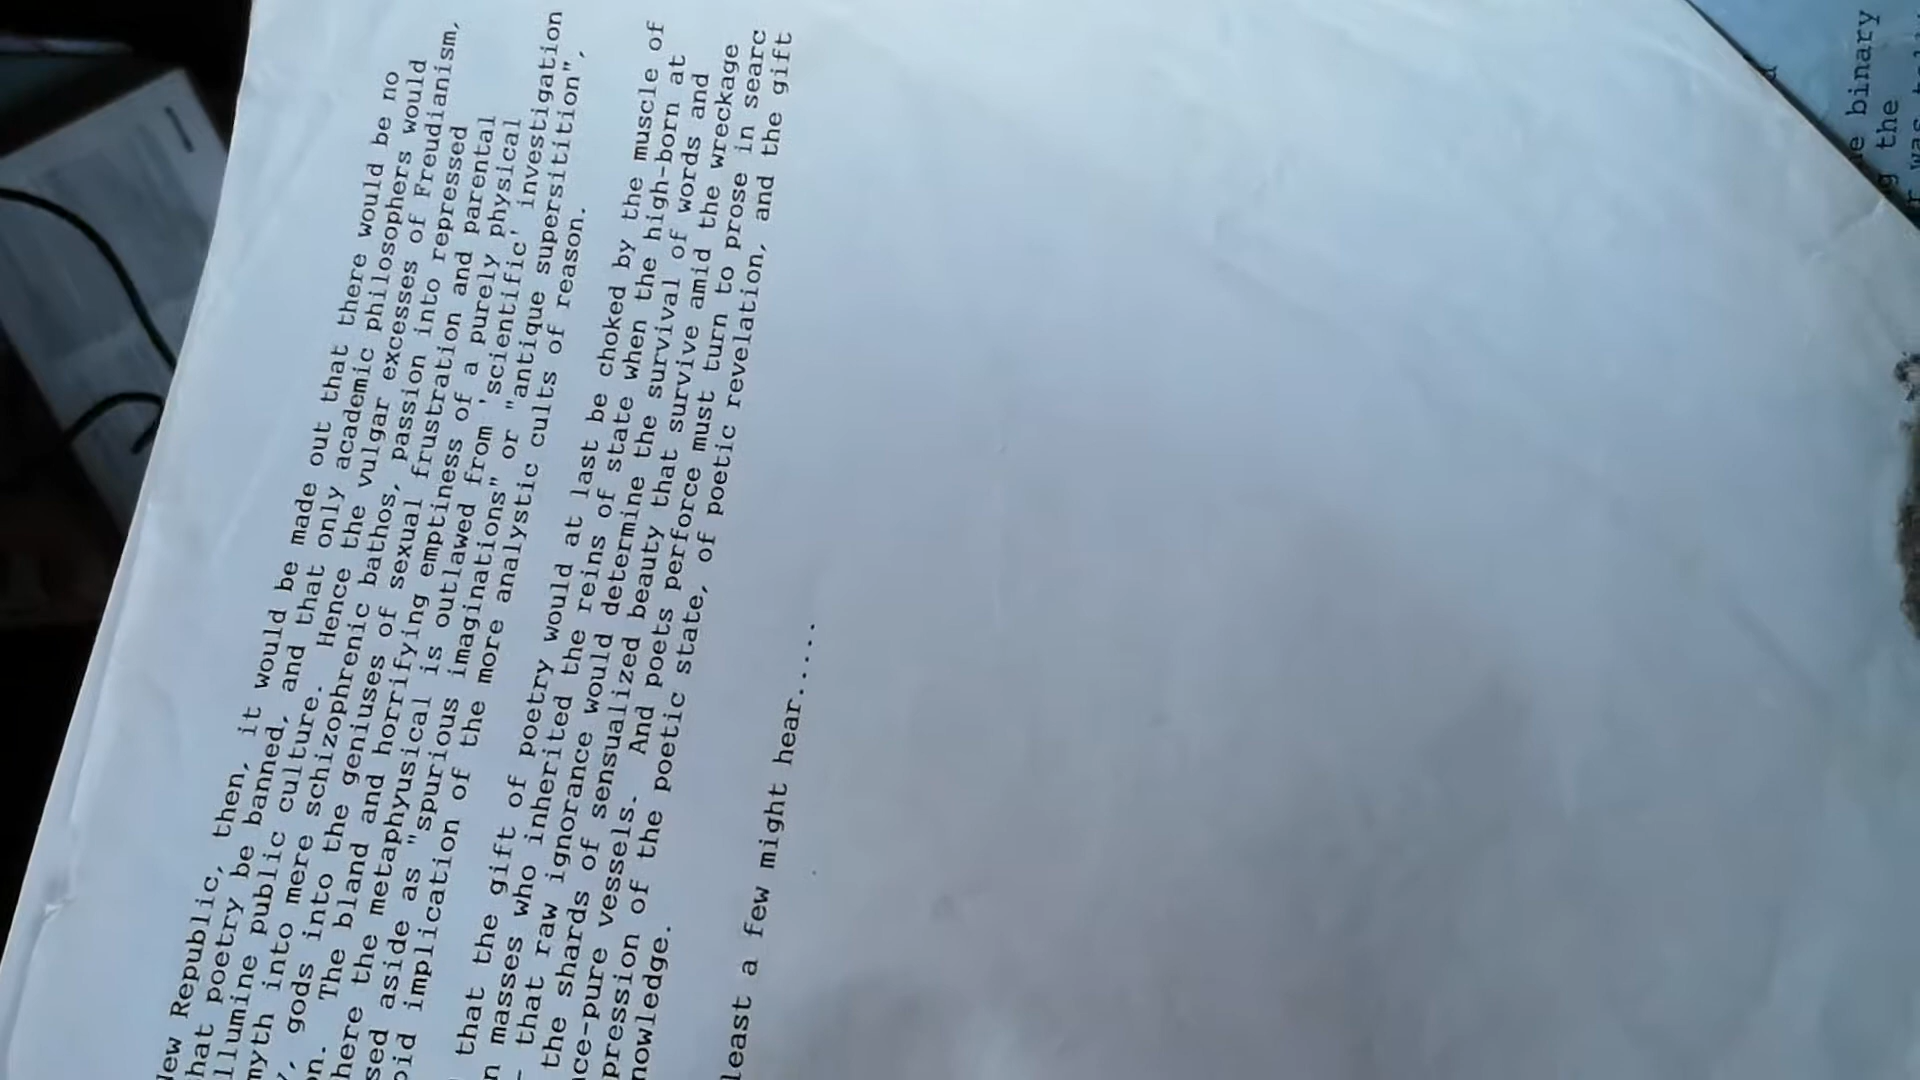 New Republic, then, it would be made out that there would be no
hat poetry be banned, and that only academic philosophers would
llumine public culture. Hence the vulgar excesses of Freudianism,
myth into mere schizophrenic bathos, passion into repressed
, gods into the geniuses of sexual frustration and parental
on. The bland and horrifying emptiness of a purely physical
here the metaphyusical is outlawed from 'scientific' investigation
sed aside as "spurious imaginations" or "antique supersitition",
oid implication of the more analystic cults of reason.
that the gift of poetry would at last be choked by the muscle of
n masses who inherited the reins of state when the high-born at
- that raw ignorance would determine the survival of words and
the shards of sensualized beauty that survive amid the wreckage
ce-pure vessels. And poets perforce must turn to prose in searc
pression of the poetic state, of poetic revelation, and the gift
nowledge.
least a few might hear.....
e binary
g the
was